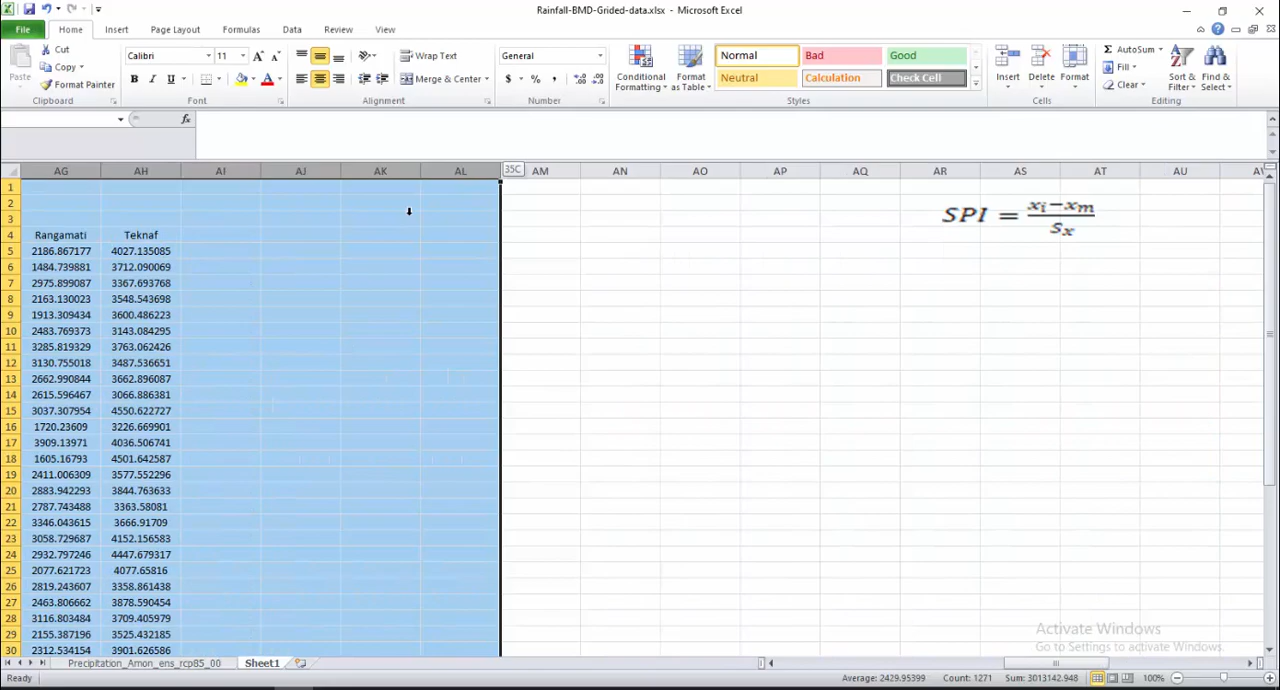 Rainfall-BMD-Grided-data.xlsx - Microsoft Excel
File Home Insert Page Layout Formulas Data Review View
Paste Cut Copy Format Painter Clipboard
Calibri 11 Font
Wrap Text Merge & Center Alignment
General Number
Conditional Formatting Format as Table Normal Bad Good Neutral Calculation Check Cell Styles
Insert Delete Format Cells
AutoSum Fill Clear Sort & Filter Find & Select Editing
fx
AG AH AI AJ AK AL 35C AM AN AO AP AQ AR AS AT AU
1
2
3
SPI = xi−xm / sx
4 Rangamati Teknaf
5 2186.867177 4027.135085
6 1484.739881 3712.090069
7 2975.899087 3367.693768
8 2163.130023 3548.543698
9 1913.309434 3600.486223
10 2483.769373 3143.084295
11 3285.819329 3763.062426
12 3130.755018 3487.536651
13 2662.990844 3662.896087
14 2615.596467 3066.886381
15 3037.307954 4550.622727
16 1720.23609 3226.669901
17 3909.13971 4036.506741
18 1605.16793 4501.642587
19 2411.006309 3577.552296
20 2883.942293 3844.763633
21 2787.743488 3363.58081
22 3346.043615 3666.91709
23 3058.729687 4152.156583
24 2932.797246 4447.679317
25 2077.621723 4077.65816
26 2819.243607 3358.861438
27 2463.806662 3878.590454
28 3116.803484 3709.405979
29 2155.387196 3525.432185
30 2312.534154 3901.626586
Activate Windows
Go to Settings to activate Windows.
Precipitation_Amon_ens_rcp85_00 Sheet1
Ready Average: 2429.95399 Count: 1271 Sum: 3013142.948 100%